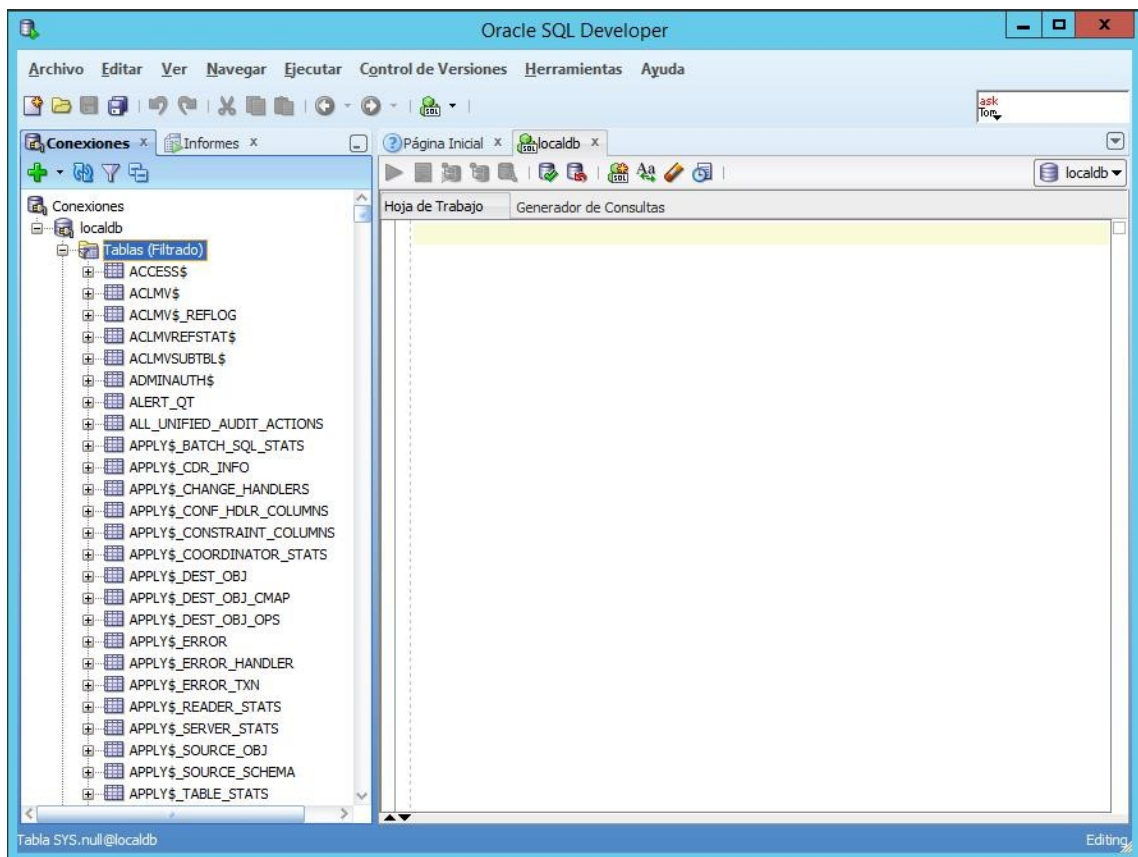 Oracle SQL Developer
Archivo Editar Ver Navegar Ejecutar Control de Versiones Herramientas Ayuda
ask
Tom
Conexiones Informes
Página Inicial localdb
localdb
Conexiones
Hoja de Trabajo Generador de Consultas
localdb
Tablas (Filtrado)
ACCESS$
ACLMV$
ACLMV$_REFLOG
ACLMVREFSTAT$
ACLMVSUBTBL$
ADMINAUTH$
ALERT_QT
ALL_UNIFIED_AUDIT_ACTIONS
APPLY$_BATCH_SQL_STATS
APPLY$_CDR_INFO
APPLY$_CHANGE_HANDLERS
APPLY$_CONF_HDLR_COLUMNS
APPLY$_CONSTRAINT_COLUMNS
APPLY$_COORDINATOR_STATS
APPLY$_DEST_OBJ
APPLY$_DEST_OBJ_CMAP
APPLY$_DEST_OBJ_OPS
APPLY$_ERROR
APPLY$_ERROR_HANDLER
APPLY$_ERROR_TXN
APPLY$_READER_STATS
APPLY$_SERVER_STATS
APPLY$_SOURCE_OBJ
APPLY$_SOURCE_SCHEMA
APPLY$_TABLE_STATS
Tabla SYS.null@localdb
Editing